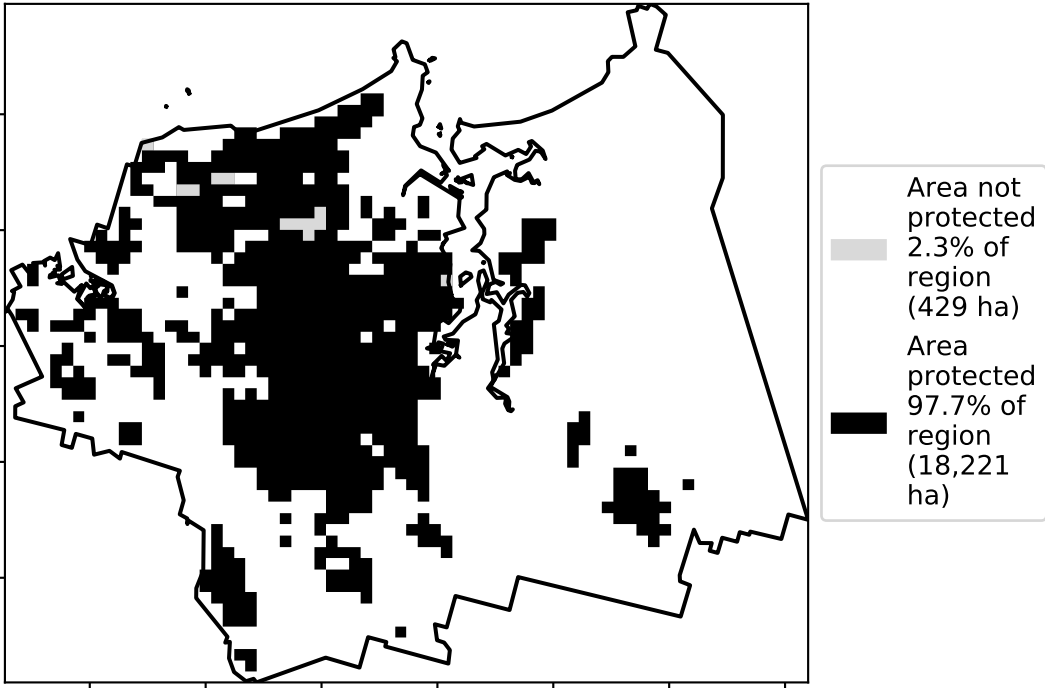 Area not
protected
2.3% of
region
(429 ha)
Area
protected
97.7% of
region
(18,221
ha)